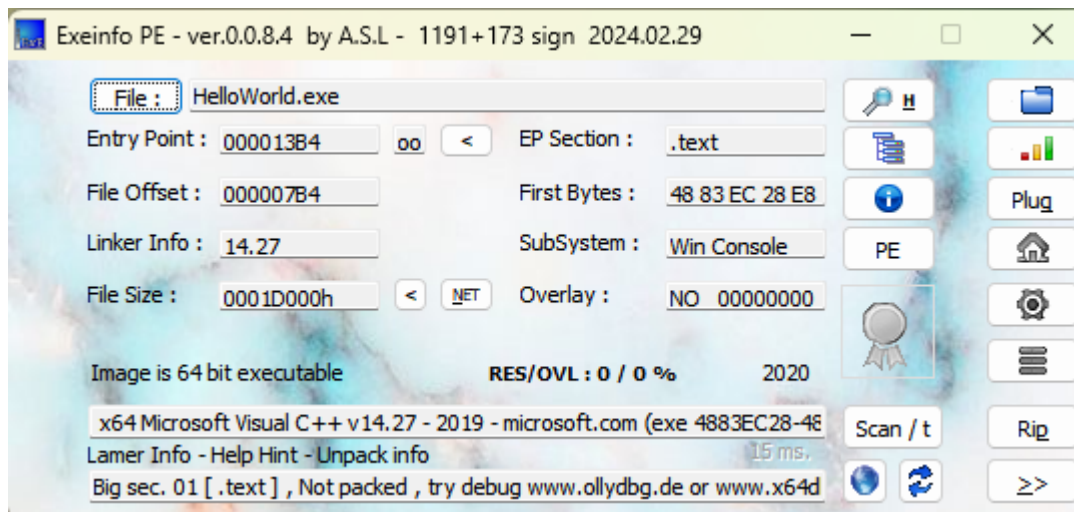 Exeinfo PE - ver.0.0.8.4 by A.S.L - 1191+173 sign 2024.02.29
File : HelloWorld.exe H
Entry Point : 000013B4 oo < EP Section : .text
File Offset : 000007B4 First Bytes : 48 83 EC 28 E8 Plug
Linker Info : 14.27 SubSystem : Win Console PE
File Size : 0001D000h < NET Overlay : NO 00000000
Image is 64 bit executable RES/OVL : 0 / 0 % 2020
x64 Microsoft Visual C++ v14.27 - 2019 - microsoft.com (exe 4883EC28-48 Scan / t Rip
Lamer Info - Help Hint - Unpack info 15 ms.
Big sec. 01 [ .text ] , Not packed , try debug www.ollydbg.de or www.x64d >>